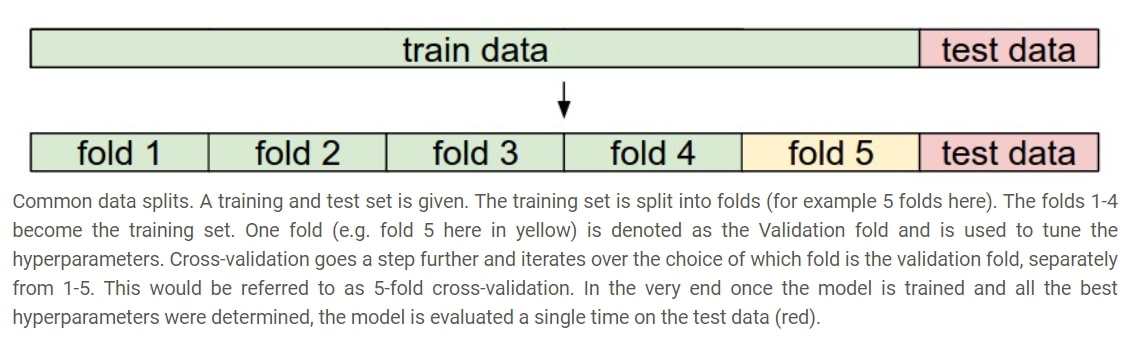 train data test data
fold 1 fold 2 fold 3 fold 4 fold 5 test data
Common data splits. A training and test set is given. The training set is split into folds (for example 5 folds here). The folds 1-4
become the training set. One fold (e.g. fold 5 here in yellow) is denoted as the Validation fold and is used to tune the
hyperparameters. Cross-validation goes a step further and iterates over the choice of which fold is the validation fold, separately
from 1-5. This would be referred to as 5-fold cross-validation. In the very end once the model is trained and all the best
hyperparameters were determined, the model is evaluated a single time on the test data (red).